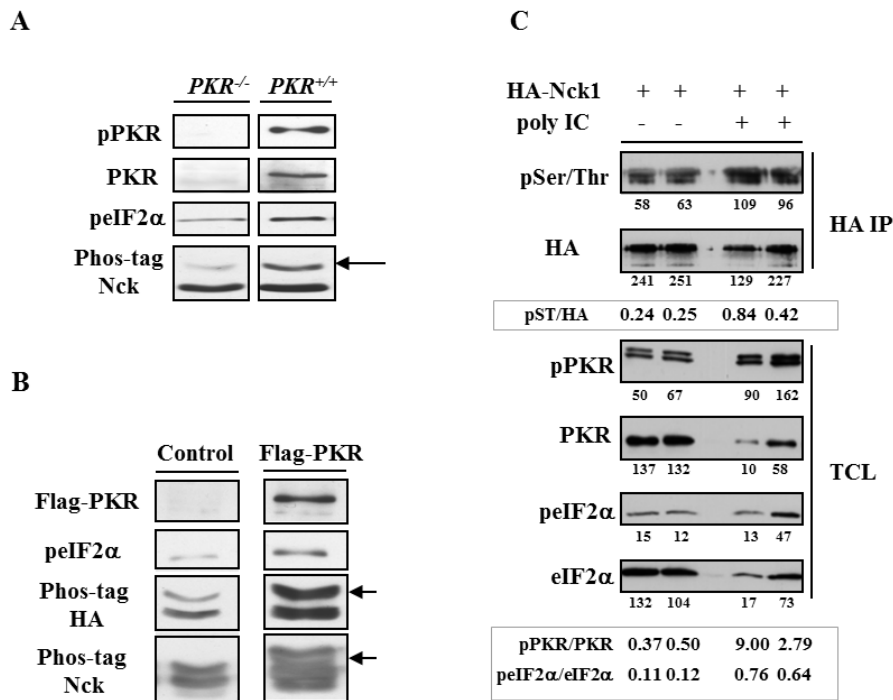 A
PKR-/- PKR+/+
pPKR
PKR
peIF2α
Phos-tag
Nck
B
Control Flag-PKR
Flag-PKR
peIF2α
Phos-tag
HA
Phos-tag
Nck
C
HA-Nck1 + + + +
poly IC - - + +
pSer/Thr
58 63 109 96
HA
241 251 129 227
HA IP
pST/HA 0.24 0.25 0.84 0.42
pPKR
50 67 90 162
PKR
137 132 10 58
TCL
peIF2α
15 12 13 47
eIF2α
132 104 17 73
pPKR/PKR 0.37 0.50 9.00 2.79
peIF2α/eIF2α 0.11 0.12 0.76 0.64